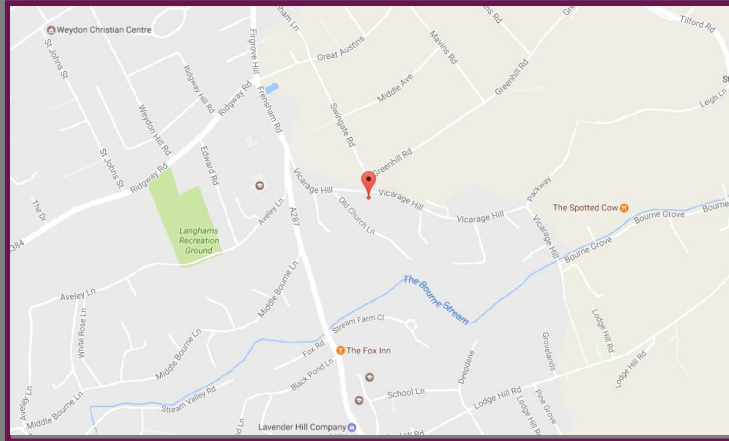 Weydon Christian Centre
St Johns St
Firgrove Hill
Great Austins
Mavins Rd
Tilford Rd
Middle Ave
Greenhill Rd
Leigh Ln
Ridgway Hill Rd
Ridgway Rd
Frensham Rd
Swingate Rd
Weydon Hill Rd
Edward Rd
St Johns St
Ridgway Rd
Greenhill Rd
Vicarage Hill
Vicarage Hill
Old Church Ln
Vicarage Hill
Packway
The Spotted Cow
Bourne Grove
Bourne
The Dr
Aveley Ln
A287
Langhams
Recreation
Ground
Vicarage Hill
Bourne Grove
Aveley Ln
Middle Bourne Ln
The Bourne Stream
White Rose Ln
Middle Bourne Ln
Stream Farm Cl
Lodge Hill Rd
Fox Rd
The Fox Inn
Black Pond Ln
Grovelands
Deepdene
Lodge Hill Rd
School Ln
Stream Valley Rd
Aveley Ln
Middle Bourne Ln
Lodge Hill Rd
Pine Grove
Lavender Hill Company